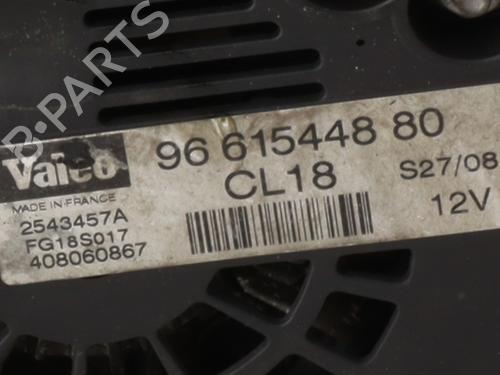 B-PARTS
Valeo
96 615448 80
CL18
S27/08
MADE IN FRANCE
2543457A
12V
FG18S017
408060867